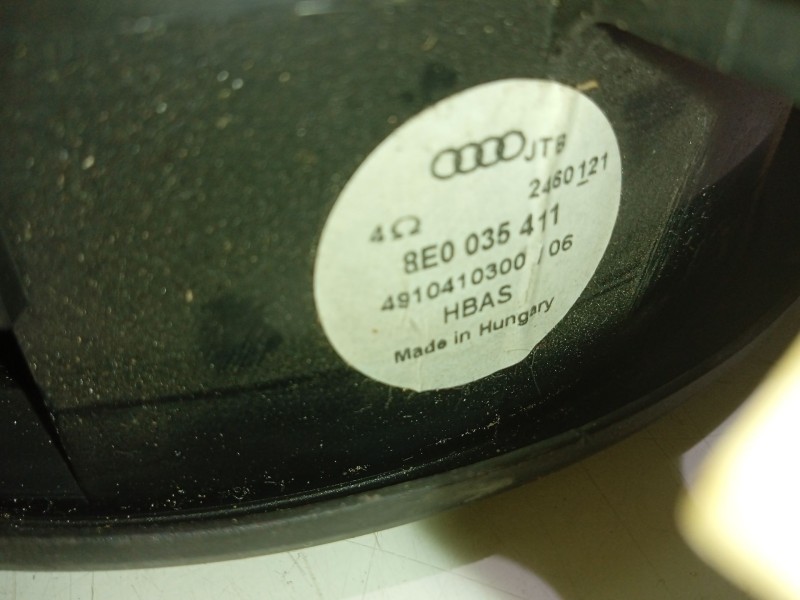 JTB
2460121
4Ω
8E0 035 411
4910410300 / 06
HBAS
Made in Hungary